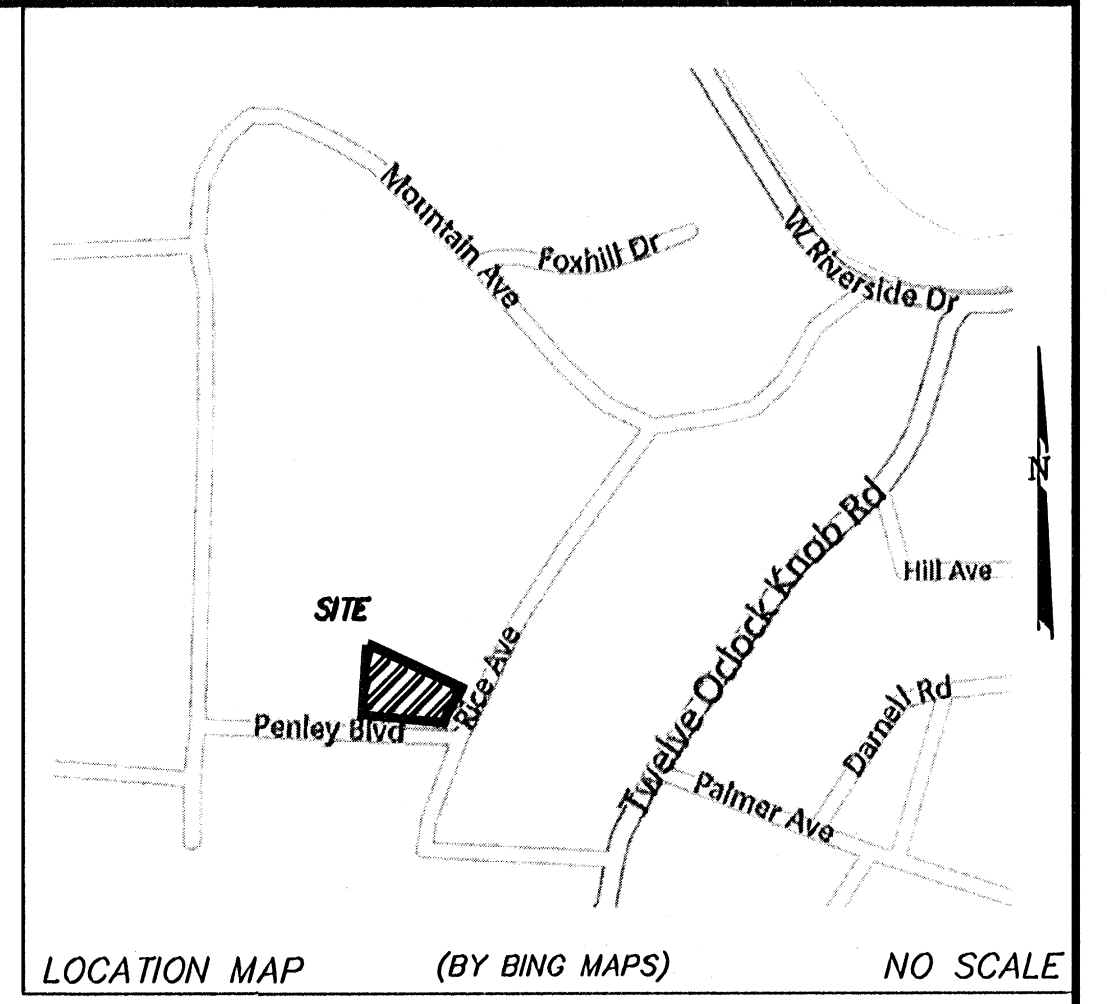 Mountain Ave
Foxhill Dr
W Riverside Dr
N
Twelve Oclock Knob Rd
Hill Ave
SITE
Rice Ave
Penley Blvd
Darnell Rd
Palmer Ave
LOCATION MAP
(BY BING MAPS)
NO SCALE